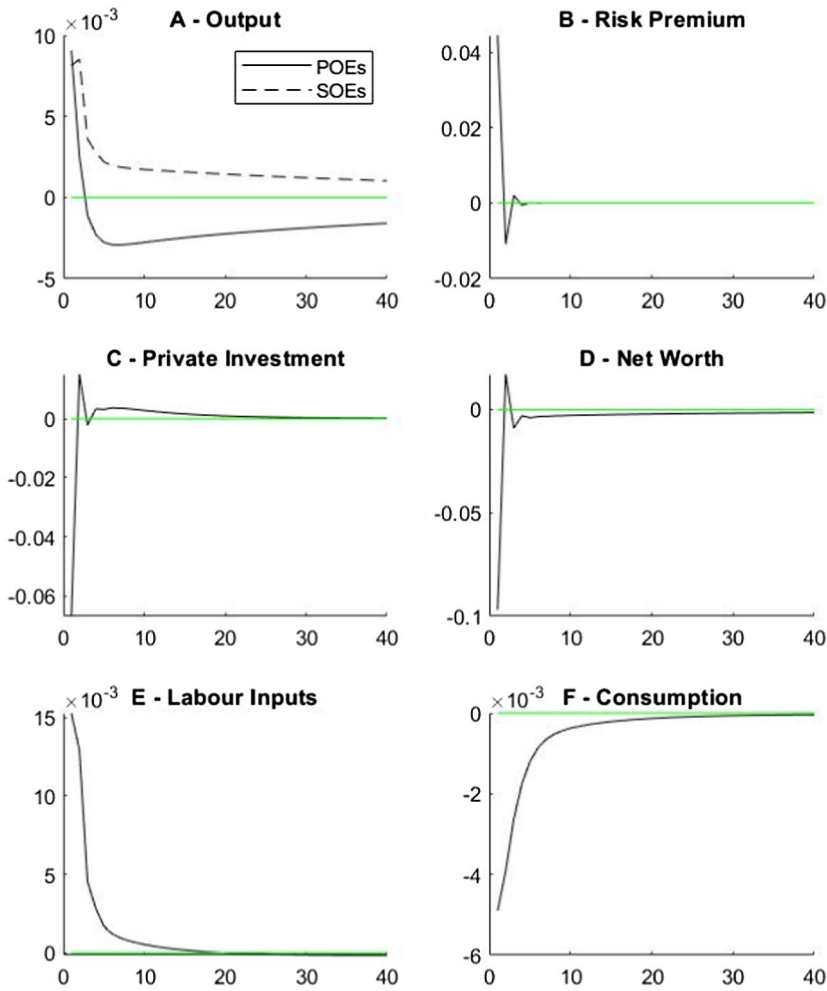 ×10-3 A - Output
10
5
0
-5
0 10 20 30 40
POEs
SOEs
B - Risk Premium
0.04
0.02
0
-0.02
0 10 20 30 40
C - Private Investment
0
-0.02
-0.04
-0.06
0 10 20 30 40
D - Net Worth
0
-0.05
-0.1
0 10 20 30 40
×10-3 E - Labour Inputs
15
10
5
0
0 10 20 30 40
×10-3 F - Consumption
0
-2
-4
-6
0 10 20 30 40